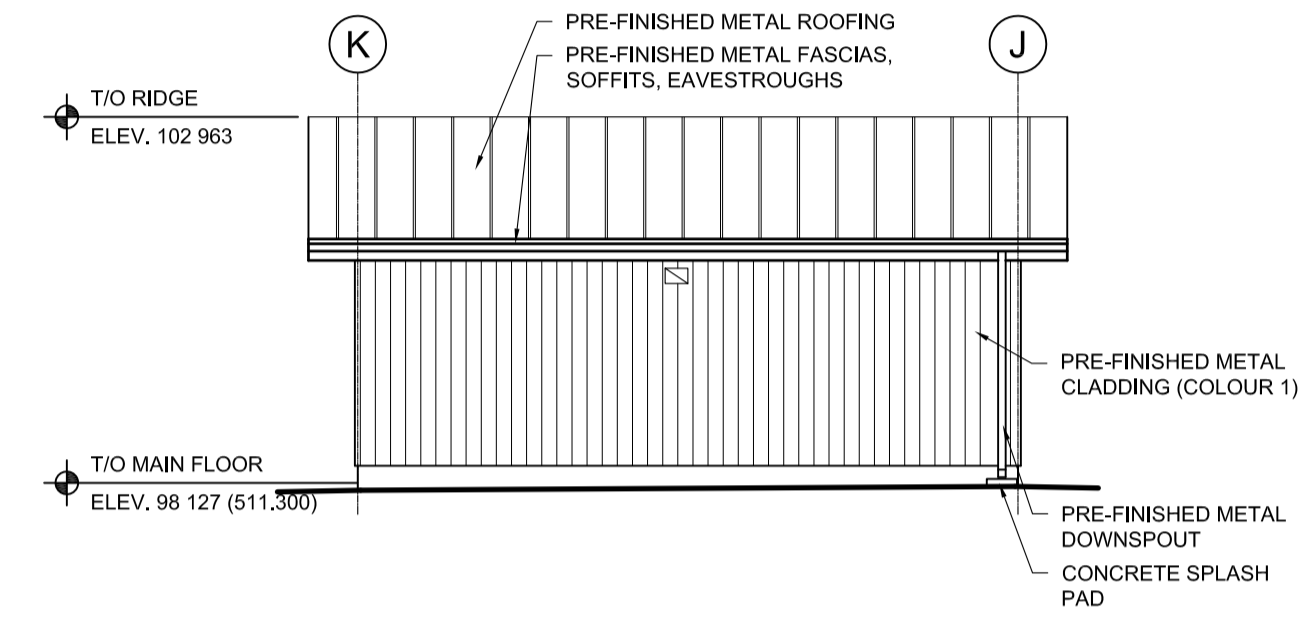 K
J
PRE-FINISHED METAL ROOFING
PRE-FINISHED METAL FASCIAS,
SOFFITS, EAVESTROUGHS
T/O RIDGE
ELEV. 102 963
PRE-FINISHED METAL
CLADDING (COLOUR 1)
T/O MAIN FLOOR
ELEV. 98 127 (511.300)
PRE-FINISHED METAL
DOWNSPOUT
CONCRETE SPLASH
PAD